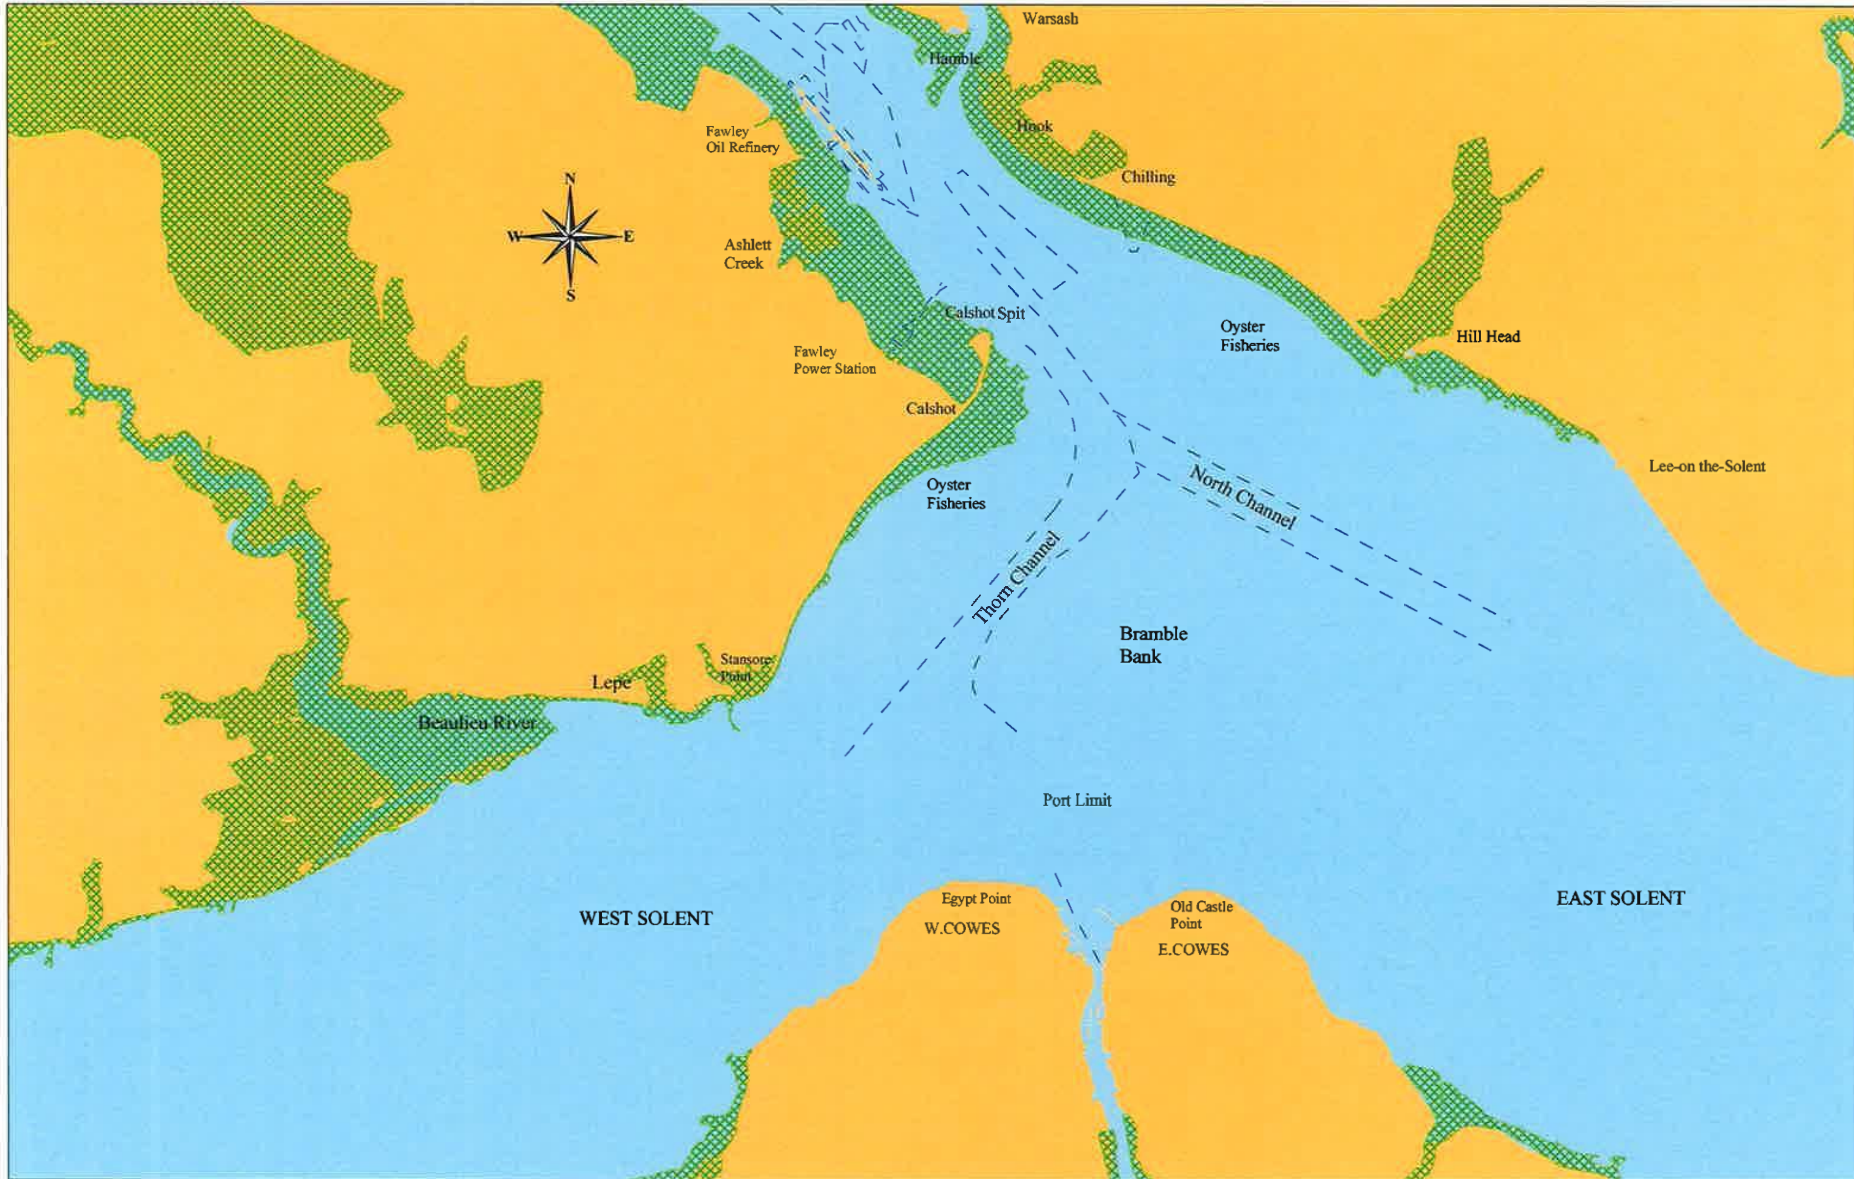 Warsash
Hamble
Fawley
Oil Refinery
Hook
Chilling
N
W
E
S
Ashlett
Creek
Calshot Spit
Oyster
Fisheries
Hill Head
Fawley
Power Station
Calshot
Lee-on the-Solent
Oyster
Fisheries
North Channel
Thorn Channel
Bramble
Bank
Stansore
Point
Lepe
Beaulieu River
Port Limit
Egypt Point
W.COWES
Old Castle
Point
E.COWES
WEST SOLENT
EAST SOLENT